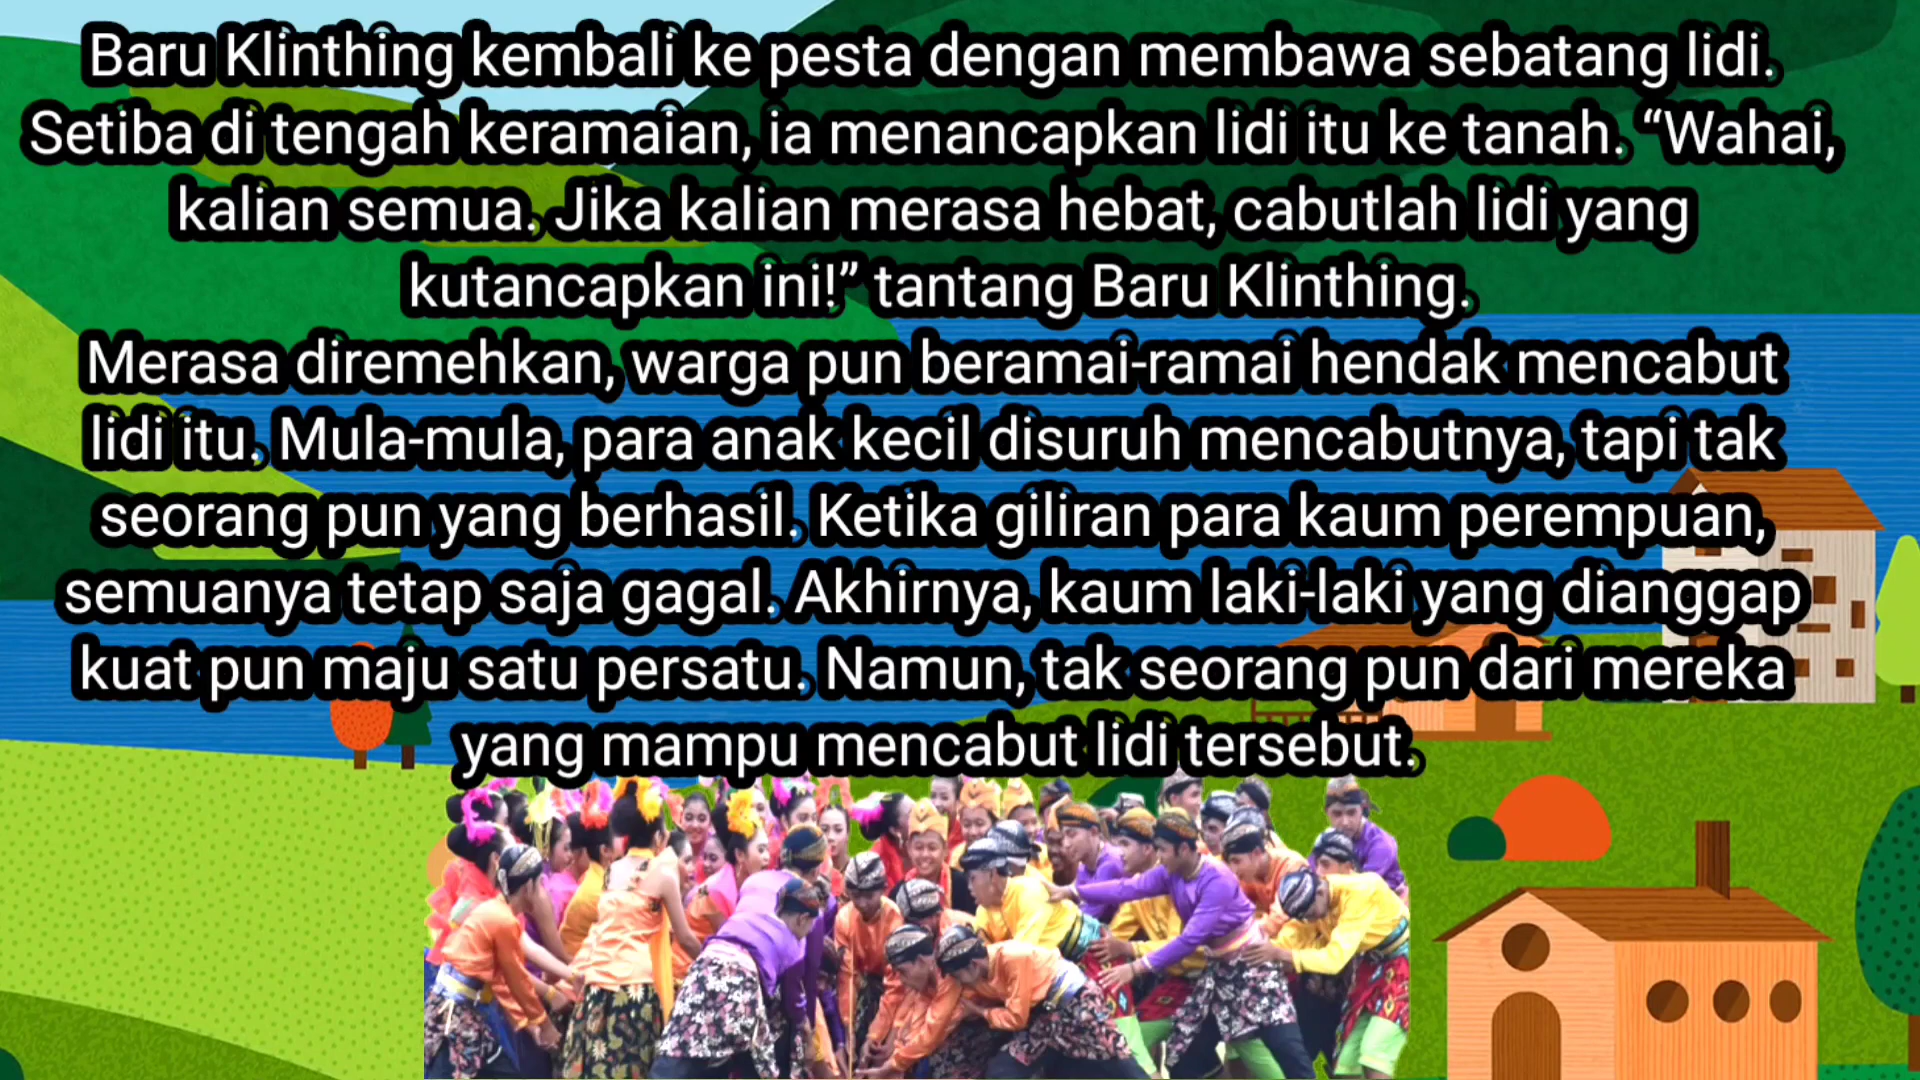 Baru Klinthing kembali ke pesta dengan membawa sebatang lidi.
Setiba di tengah keramaian, ia menancapkan lidi itu ke tanah. “Wahai,
kalian semua. Jika kalian merasa hebat, cabutlah lidi yang
kutancapkan ini!” tantang Baru Klinthing.
Merasa diremehkan, warga pun beramai-ramai hendak mencabut
lidi itu. Mula-mula, para anak kecil disuruh mencabutnya, tapi tak
seorang pun yang berhasil. Ketika giliran para kaum perempuan,
semuanya tetap saja gagal. Akhirnya, kaum laki-laki yang dianggap
kuat pun maju satu persatu. Namun, tak seorang pun dari mereka
yang mampu mencabut lidi tersebut.